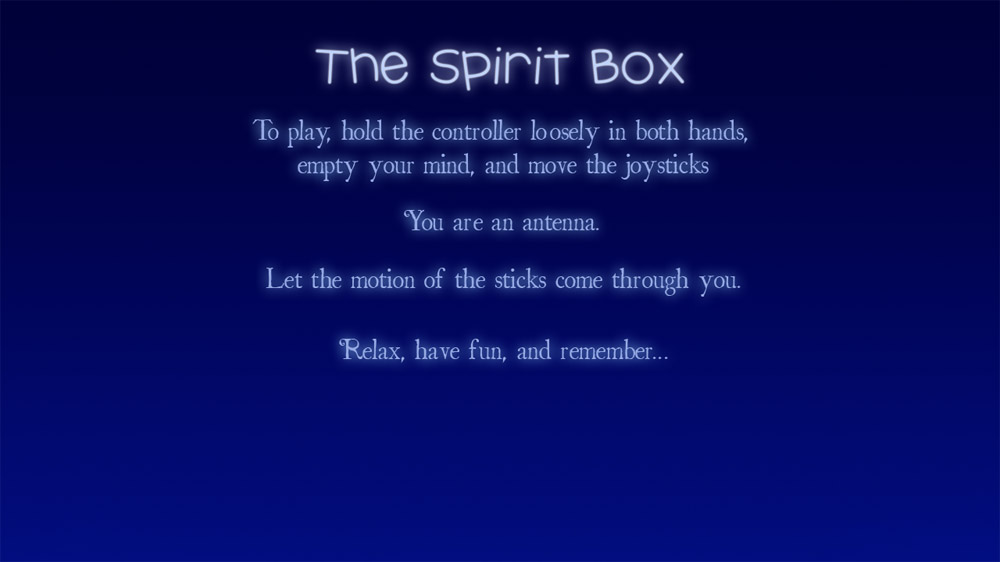 The Spirit Box
To play, hold the controller loosely in both hands,
empty your mind, and move the joysticks
You are an antenna.
Let the motion of the sticks come through you.
Relax, have fun, and remember...